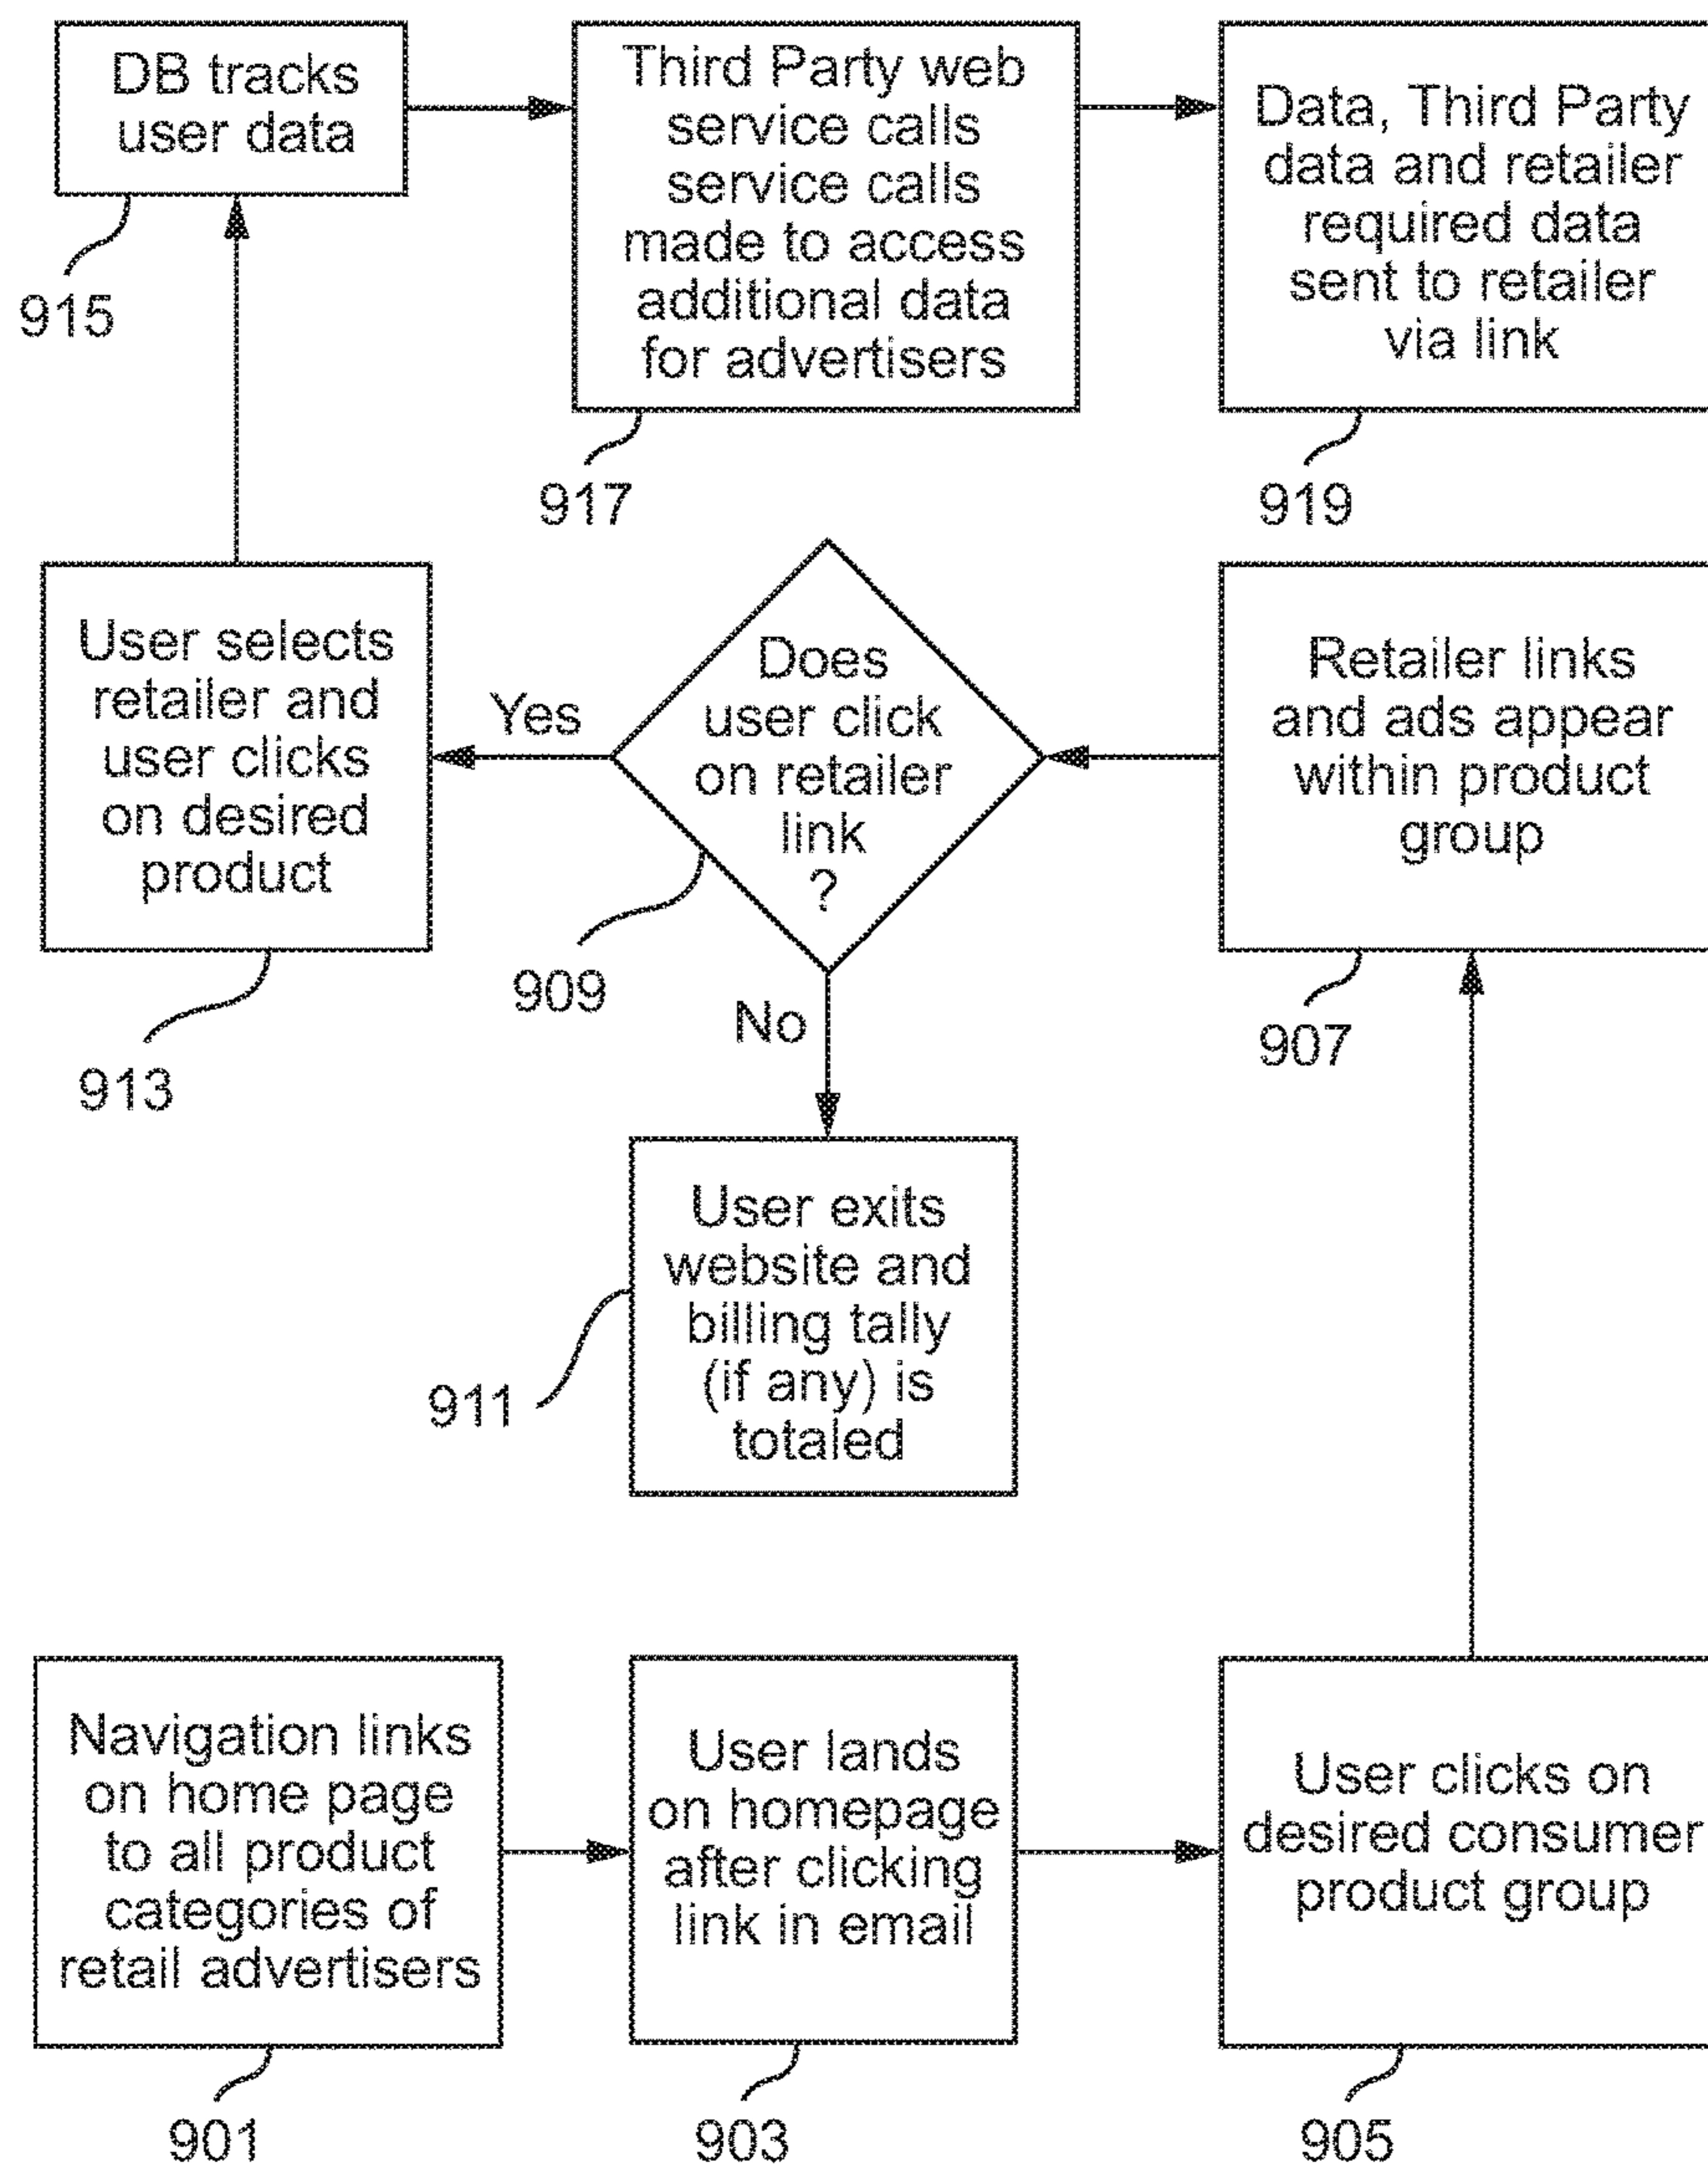 DB tracks
user data
915
Third Party web
service calls
service calls
made to access
additional data
for advertisers
917
Data, Third Party
data and retailer
required data
sent to retailer
via link
919
User selects
retailer and
user clicks
on desired
product
913
Yes
Does
user click
on retailer
link
?
909
No
Retailer links
and ads appear
within product
group
907
User exits
website and
billing tally
(if any) is
totaled
911
Navigation links
on home page
to all product
categories of
retail advertisers
901
User lands
on homepage
after clicking
link in email
903
User clicks on
desired consumer
product group
905